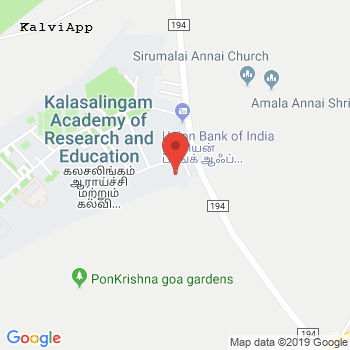 KalviApp
194
Sirumalai Annai Church
Amala Annai Shri
Kalasalingam
Academy of
Research and
Education
கலசலிங்கம்
ஆராய்ச்சி
மற்றும்
கல்வி...
Bank of India
194
PonKrishna goa gardens
194
Google
Map data ©2019 Google